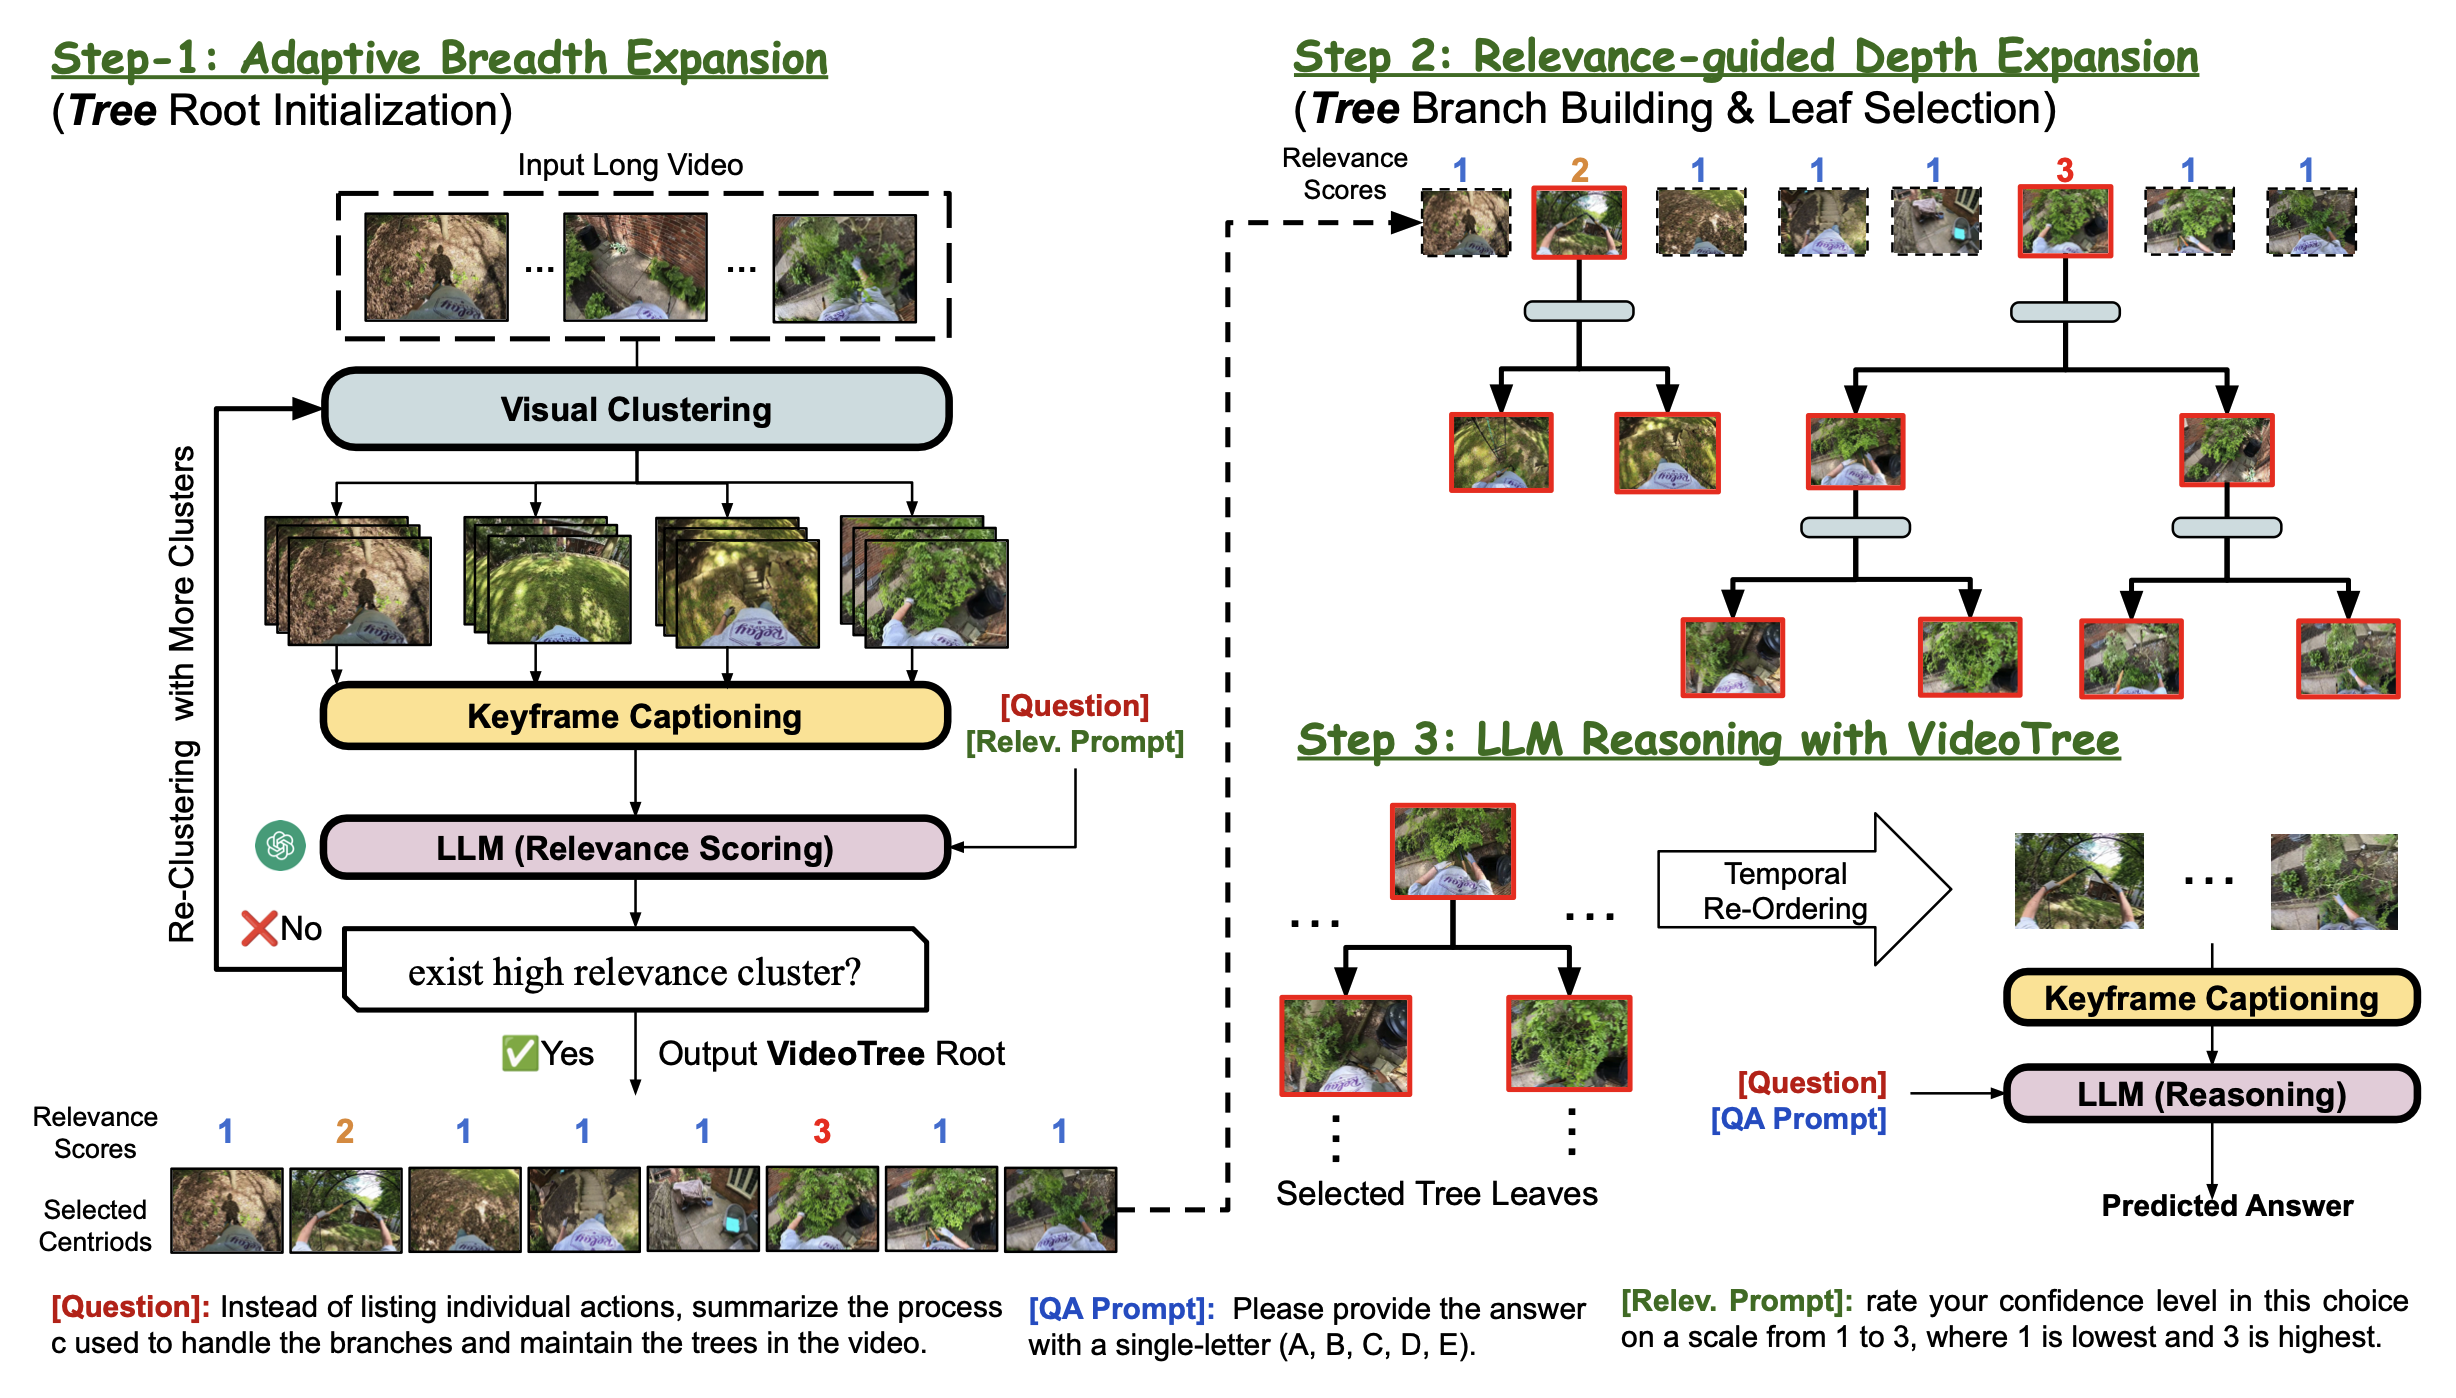 Step-1: Adaptive Breadth Expansion
(Tree Root Initialization)
Input Long Video
... ...
Visual Clustering
Re-Clustering with More Clusters
Keyframe Captioning
[Question]
[Relev. Prompt]
LLM (Relevance Scoring)
❌No
exist high relevance cluster?
✅Yes
Output VideoTree Root
Relevance
Scores
1 2 1 1 1 3 1 1
Selected
Centriods
Step 2: Relevance-guided Depth Expansion
(Tree Branch Building & Leaf Selection)
Relevance
Scores
1 2 1 1 1 3 1 1
Step 3: LLM Reasoning with VideoTree
... ...
Selected Tree Leaves
Temporal
Re-Ordering
...
Keyframe Captioning
[Question]
[QA Prompt]
LLM (Reasoning)
Predicted Answer
[Question]: Instead of listing individual actions, summarize the process
c used to handle the branches and maintain the trees in the video.
[QA Prompt]: Please provide the answer
with a single-letter (A, B, C, D, E).
[Relev. Prompt]: rate your confidence level in this choice
on a scale from 1 to 3, where 1 is lowest and 3 is highest.